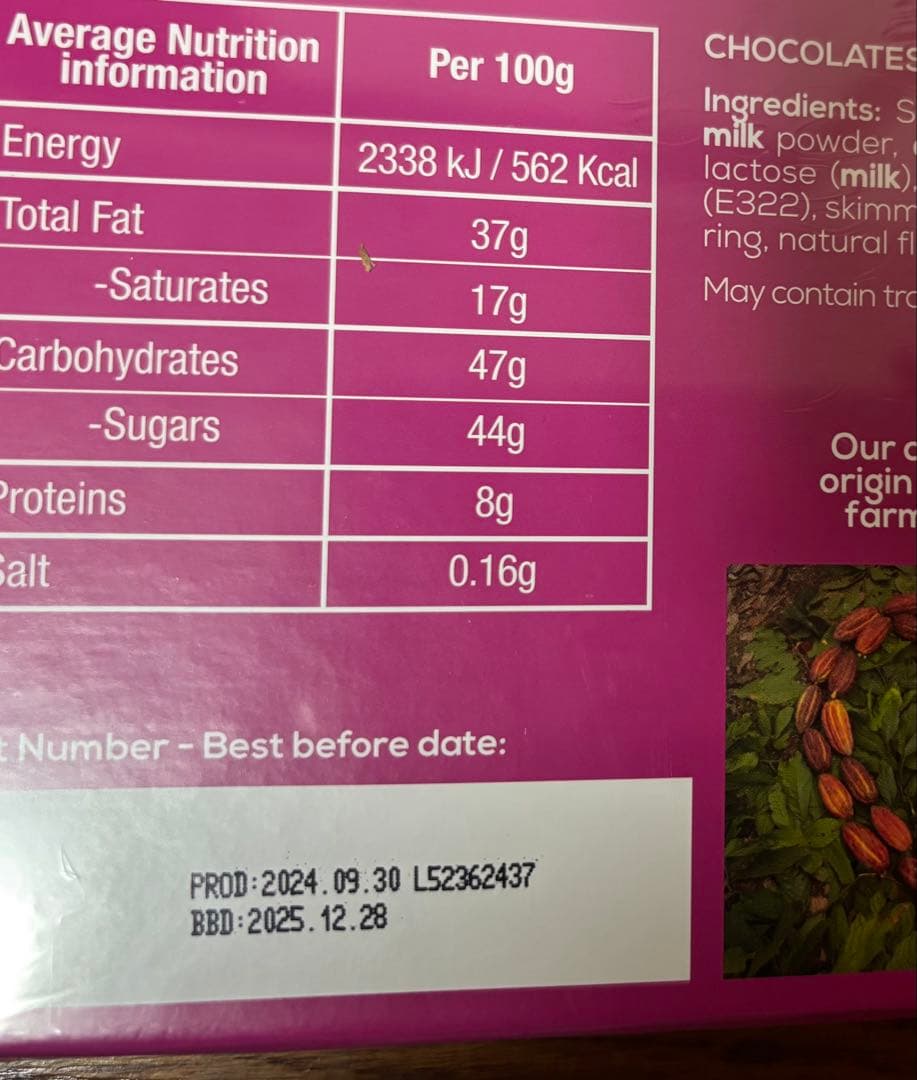 Average Nutrition
information
Per 100g
Energy
2338 kJ / 562 Kcal
Total Fat
37g
-Saturates
17g
Carbohydrates
47g
-Sugars
44g
Proteins
8g
Salt
0.16g
Number - Best before date:
PROD:2024.09.30 L52362437
BBD:2025.12.28
CHOCOLATES
Ingredients:
milk powder,
lactose (milk),
(E322), skimm
ring, natural fl
May contain tra
Our
origin
farm